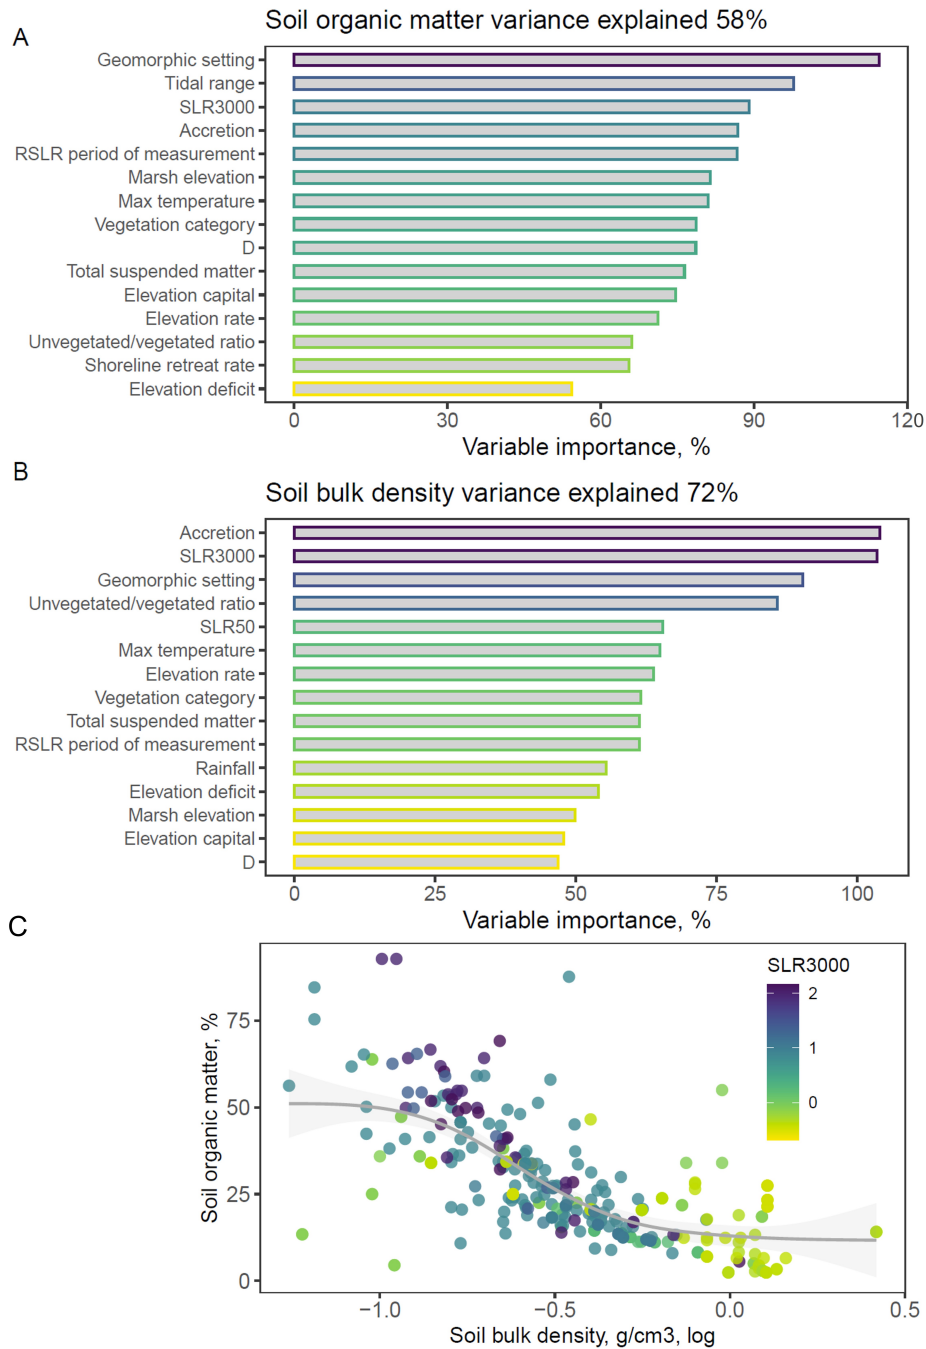 A
Soil organic matter variance explained 58%
Geomorphic setting
Tidal range
SLR3000
Accretion
RSLR period of measurement
Marsh elevation
Max temperature
Vegetation category
D
Total suspended matter
Elevation capital
Elevation rate
Unvegetated/vegetated ratio
Shoreline retreat rate
Elevation deficit
0 30 60 90 120
Variable importance, %
B
Soil bulk density variance explained 72%
Accretion
SLR3000
Geomorphic setting
Unvegetated/vegetated ratio
SLR50
Max temperature
Elevation rate
Vegetation category
Total suspended matter
RSLR period of measurement
Rainfall
Elevation deficit
Marsh elevation
Elevation capital
D
0 25 50 75 100
Variable importance, %
C
Soil organic matter, %
75
50
25
0
SLR3000
2
1
0
−1.0 −0.5 0.0 0.5
Soil bulk density, g/cm3, log